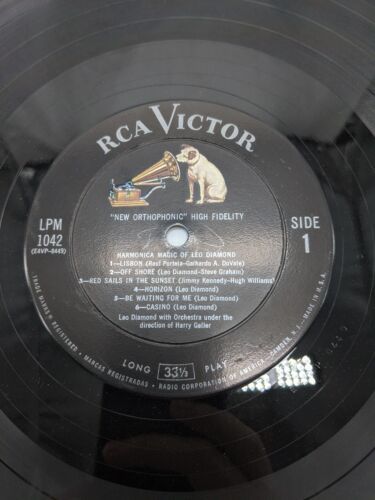 RCA VICTOR
"NEW ORTHOPHONIC" HIGH FIDELITY
LPM
1042
(E4VP-4449)
SIDE
1
HARMONICA MAGIC OF LEO DIAMOND
1—LISBON (Raul Portela-Galhardo A. DoVale)
2—OFF SHORE (Leo Diamond-Steve Graham)
3—RED SAILS IN THE SUNSET (Jimmy Kennedy-Hugh Williams)
4—HORIZON (Leo Diamond)
5—BE WAITING FOR ME (Leo Diamond)
6—CASINO (Leo Diamond)
Leo Diamond with Orchestra under the
direction of Harry Geller
LONG 33⅓ PLAY
TRADE MARKS ® REGISTERED • MARCAS REGISTRADAS • RADIO CORPORATION OF AMERICA, CAMDEN, N.J. • MADE IN U.S.A.